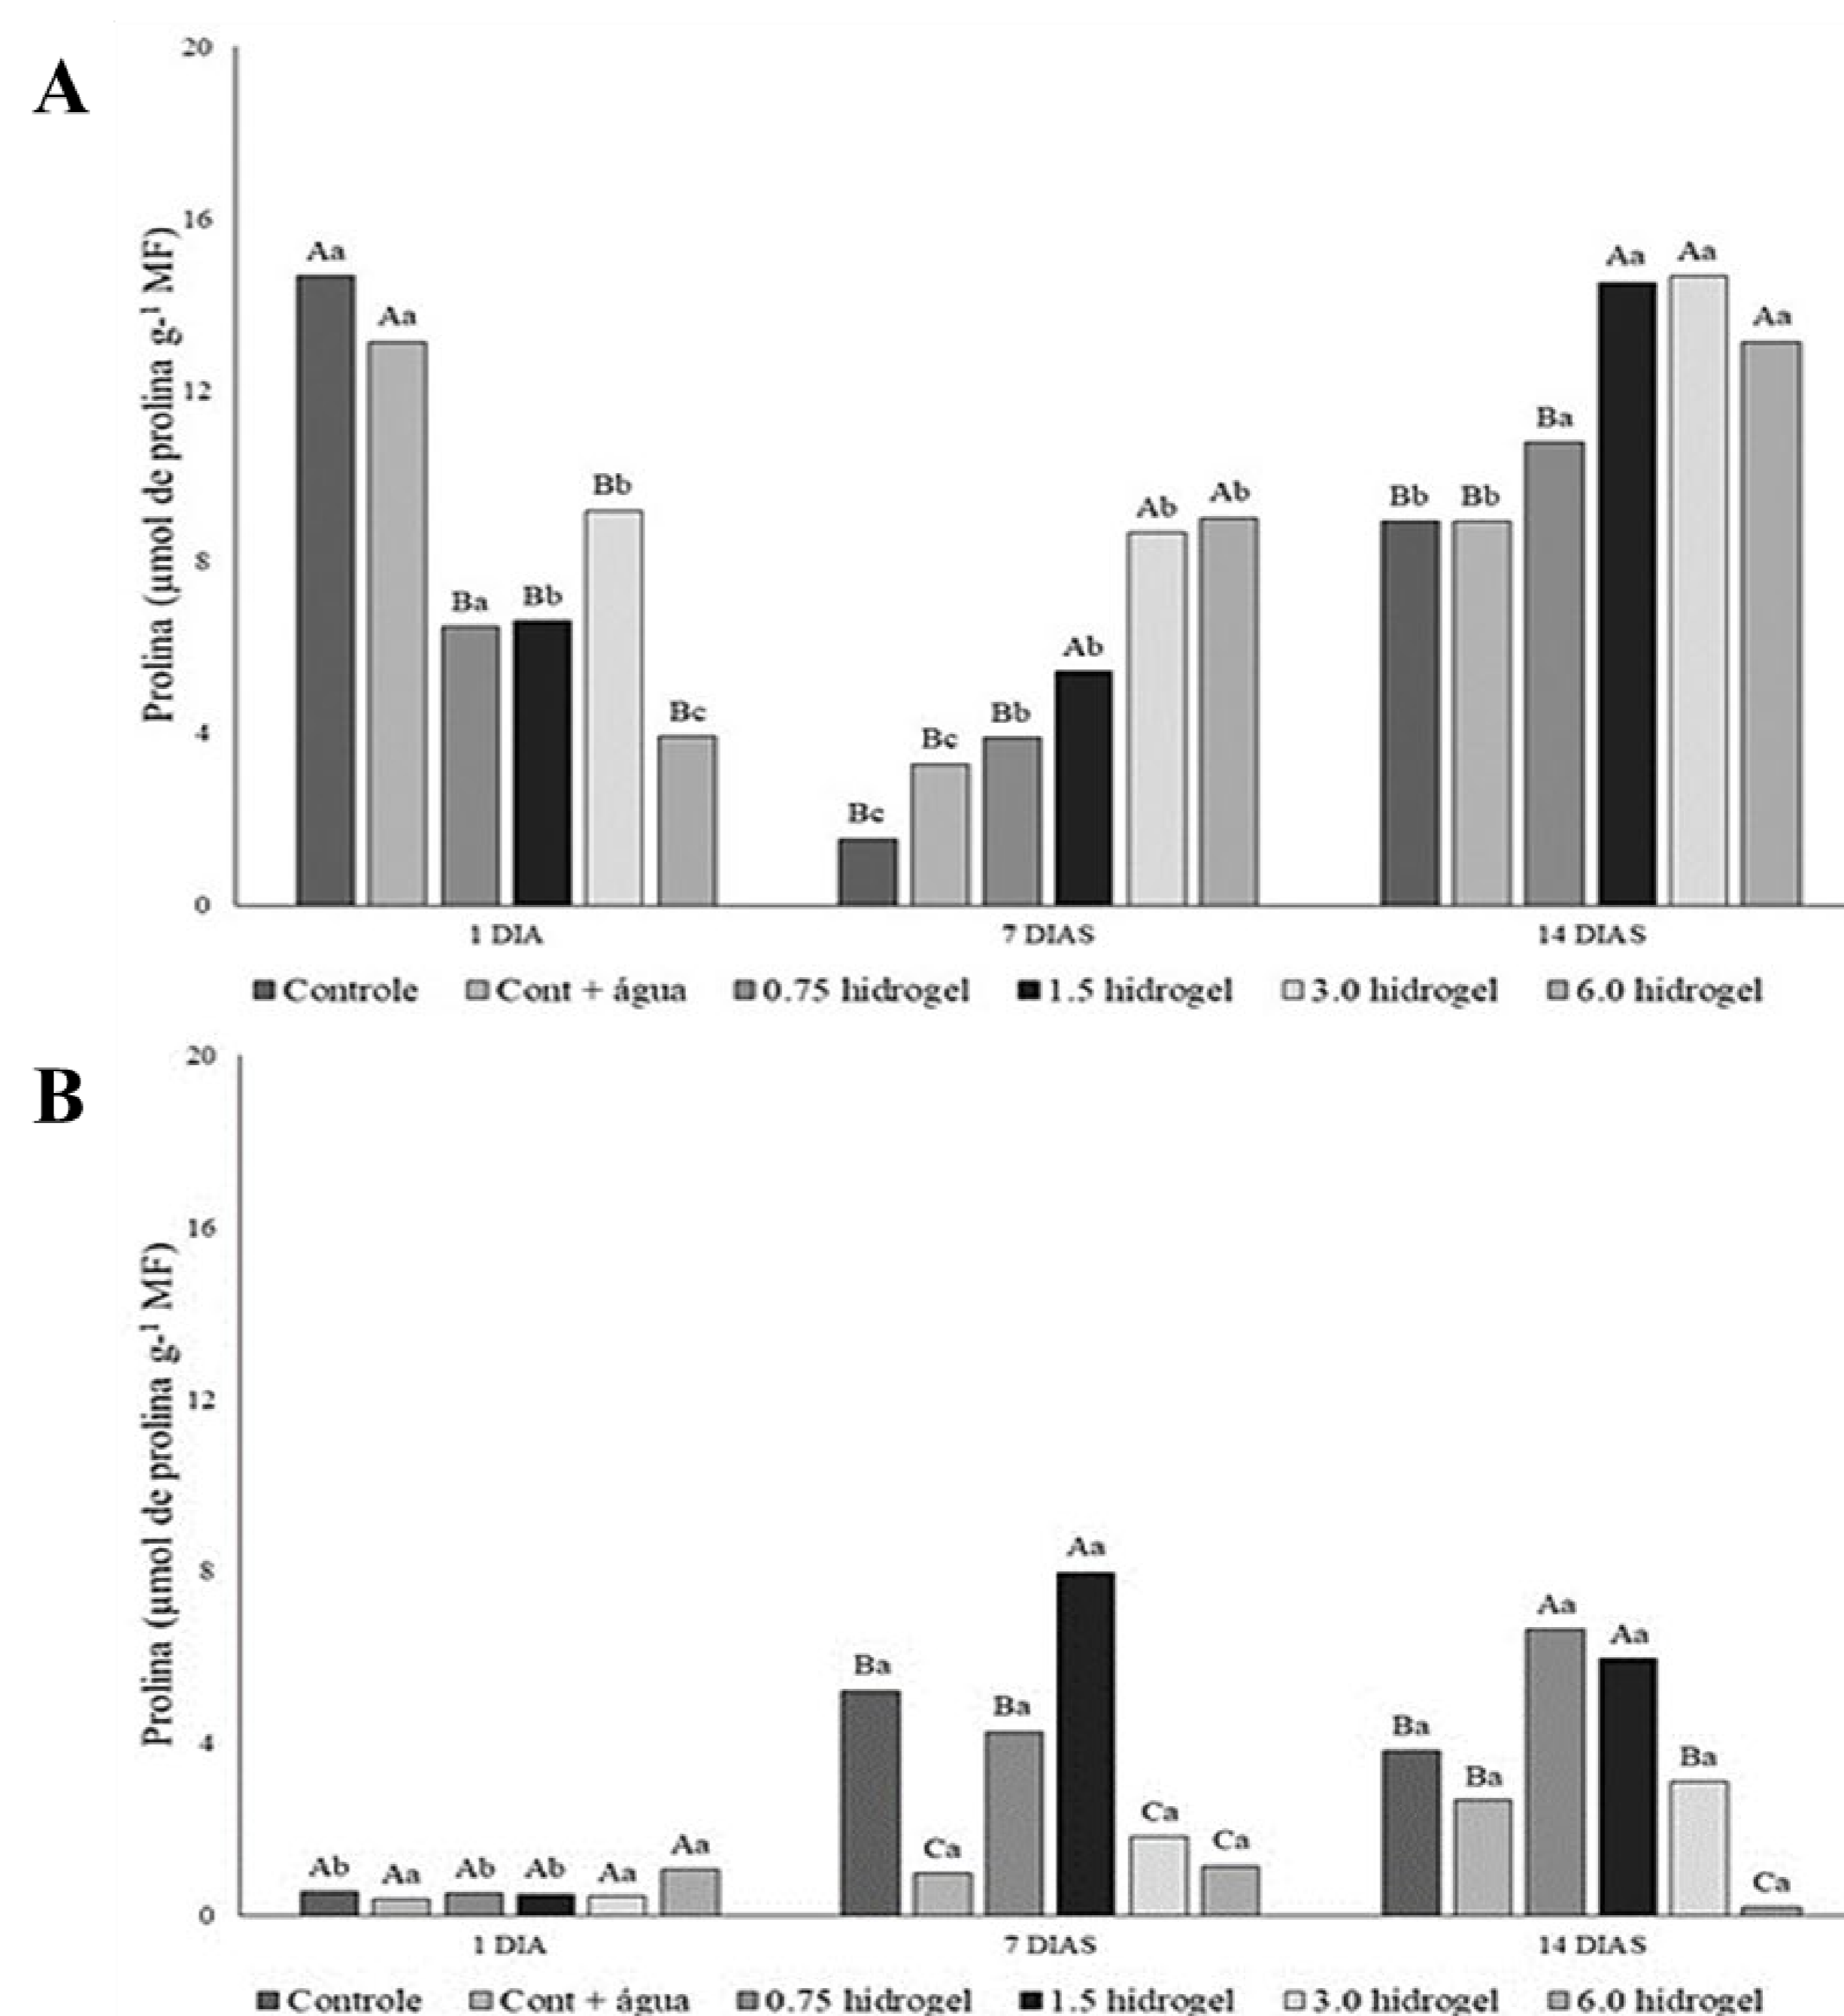 A
Prolina (µmol de prolina g-¹ MF)
20
16
12
8
4
0
Aa Aa Ba Bb Bb Bc
Bc Bc Bb Ab Ab Ab
Bb Bb Ba Aa Aa Aa
1 DIA 7 DIAS 14 DIAS
Controle Cont + água 0.75 hidrogel 1.5 hidrogel 3.0 hidrogel 6.0 hidrogel
B
Prolina (µmol de prolina g-¹ MF)
20
16
12
8
4
0
Ab Aa Ab Ab Aa Aa
Ba Ca Ba Aa Ca Ca
Ba Ba Aa Aa Ba Ca
1 DIA 7 DIAS 14 DIAS
Controle Cont + água 0.75 hidrogel 1.5 hidrogel 3.0 hidrogel 6.0 hidrogel